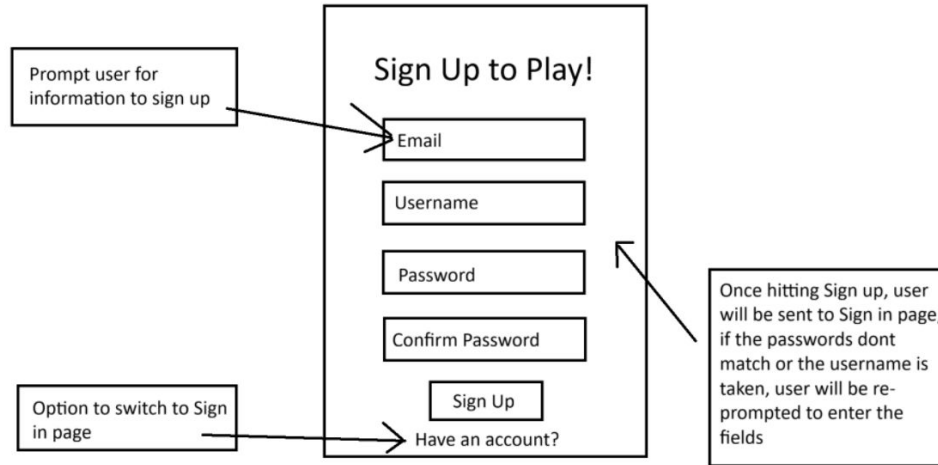 Sign Up to Play!
Prompt user for
information to sign up
Email
Username
Password
Confirm Password
Sign Up
Have an account?
Option to switch to Sign
in page
Once hitting Sign up, user
will be sent to Sign in page,
if the passwords dont
match or the username is
taken, user will be re-
prompted to enter the
fields